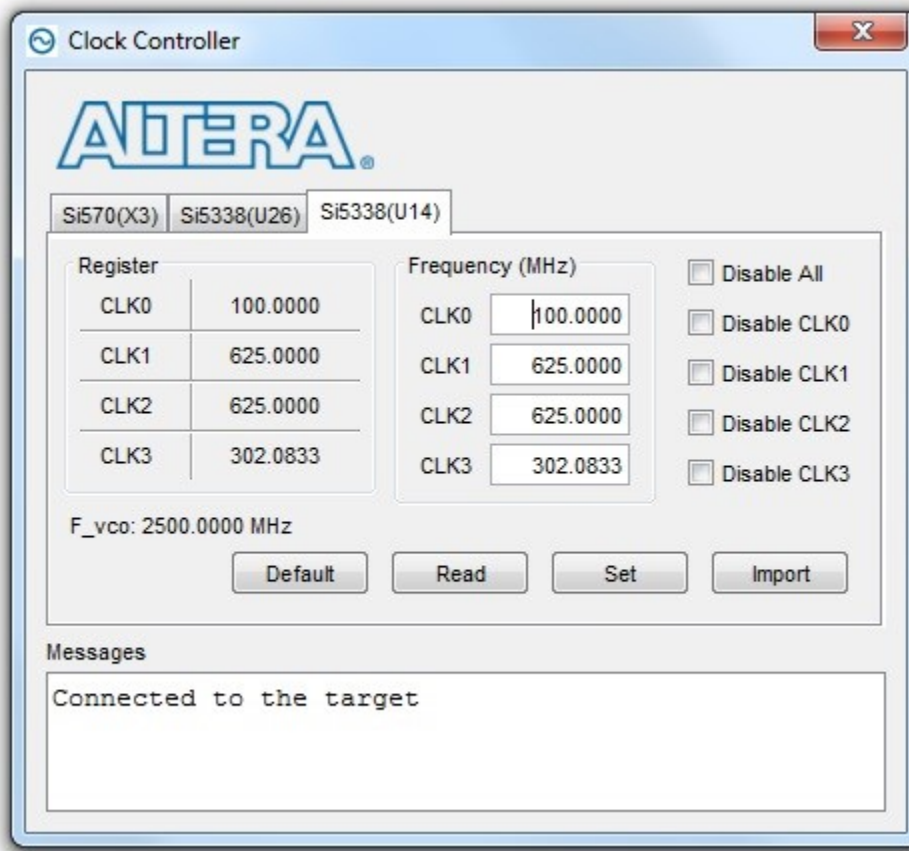 Clock Controller
ALTERA®
Si570(X3) Si5338(U26) Si5338(U14)
Register
CLK0 100.0000
CLK1 625.0000
CLK2 625.0000
CLK3 302.0833
Frequency (MHz)
CLK0 100.0000
CLK1 625.0000
CLK2 625.0000
CLK3 302.0833
Disable All
Disable CLK0
Disable CLK1
Disable CLK2
Disable CLK3
F_vco: 2500.0000 MHz
Default Read Set Import
Messages
Connected to the target